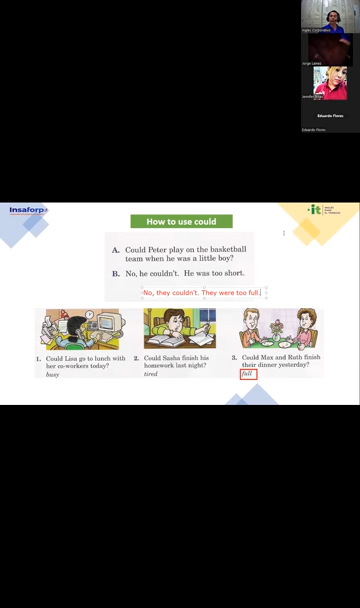 Jorge Lainez
Eduardo Flores
Eduardo Flores
Insaforp
it
How to use could
A. Could Peter play on the basketball
team when he was a little boy?
B. No, he couldn't. He was too short.
No, they couldn't. They were too full.
1. Could Lisa go to lunch with
her co-workers today?
busy
2. Could Sasha finish his
homework last night?
tired
3. Could Max and Ruth finish
their dinner yesterday?
full